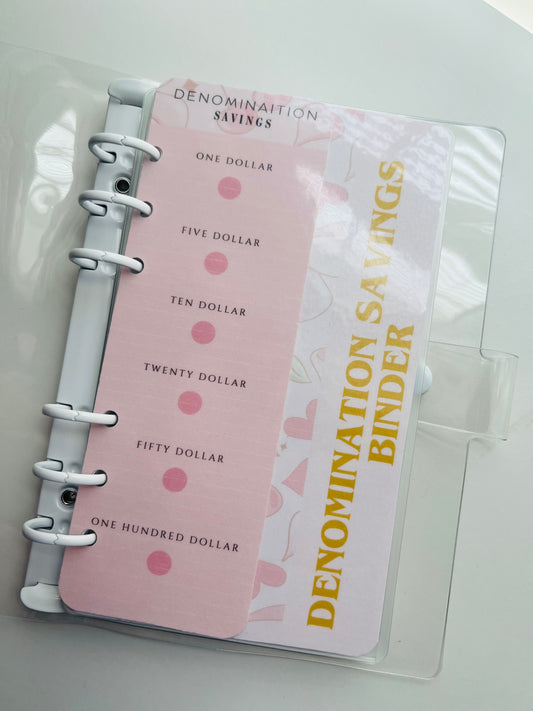 DENOMINAITION
SAVINGS
ONE DOLLAR
FIVE DOLLAR
TEN DOLLAR
TWENTY DOLLAR
FIFTY DOLLAR
ONE HUNDRED DOLLAR
DENOMINATION SAVINGS
BINDER